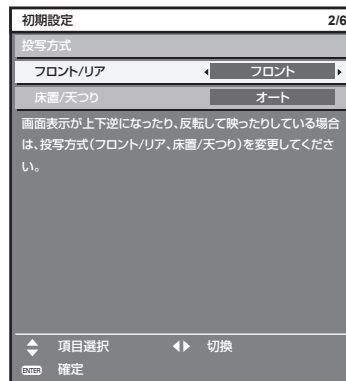 初期設定 2/6
投写方式
フロント/リア フロント
床置/天つり オート
画面表示が上下逆になったり、反転して映ったりしている場合
は、投写方式(フロント/リア、床置/天つり)を変更してくださ
い。
項目選択 切換
ENTER 確定